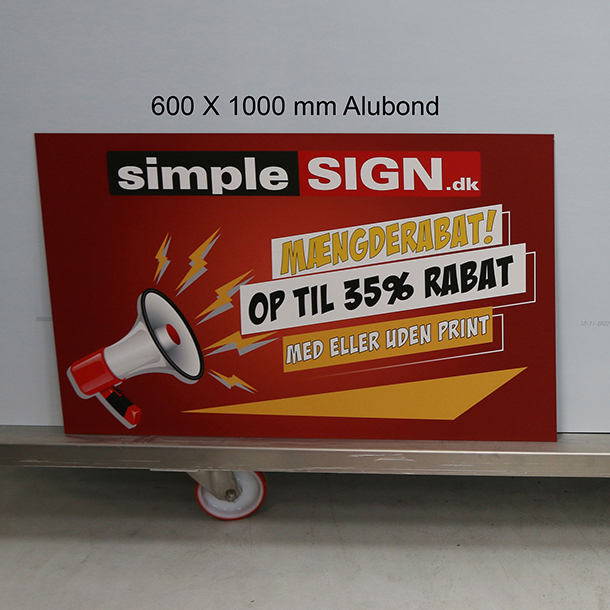 600 X 1000 mm Alubond
simple SIGN.dk
MÆNGDERABAT!
OP TIL 35% RABAT
MED ELLER UDEN PRINT